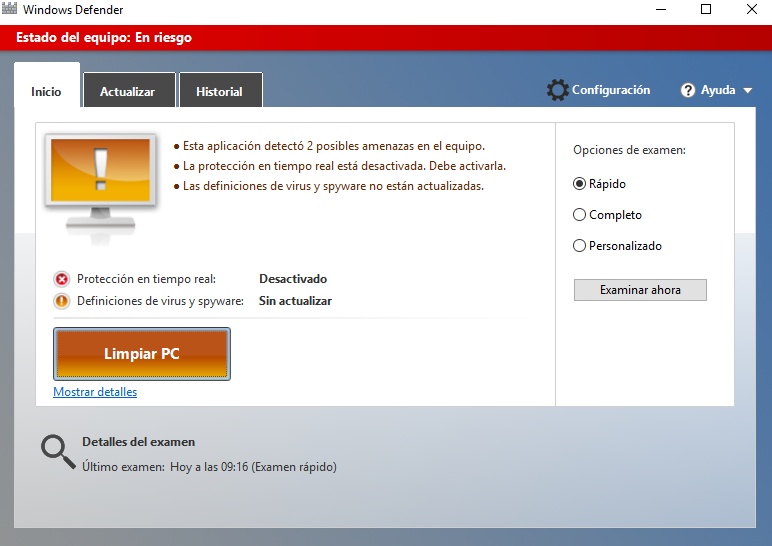 Windows Defender
Estado del equipo: En riesgo
Inicio
Actualizar
Historial
Configuración
Ayuda
• Esta aplicación detectó 2 posibles amenazas en el equipo.
• La protección en tiempo real está desactivada. Debe activarla.
• Las definiciones de virus y spyware no están actualizadas.
Protección en tiempo real: Desactivado
Definiciones de virus y spyware: Sin actualizar
Limpiar PC
Mostrar detalles
Opciones de examen:
Rápido
Completo
Personalizado
Examinar ahora
Detalles del examen
Último examen: Hoy a las 09:16 (Examen rápido)